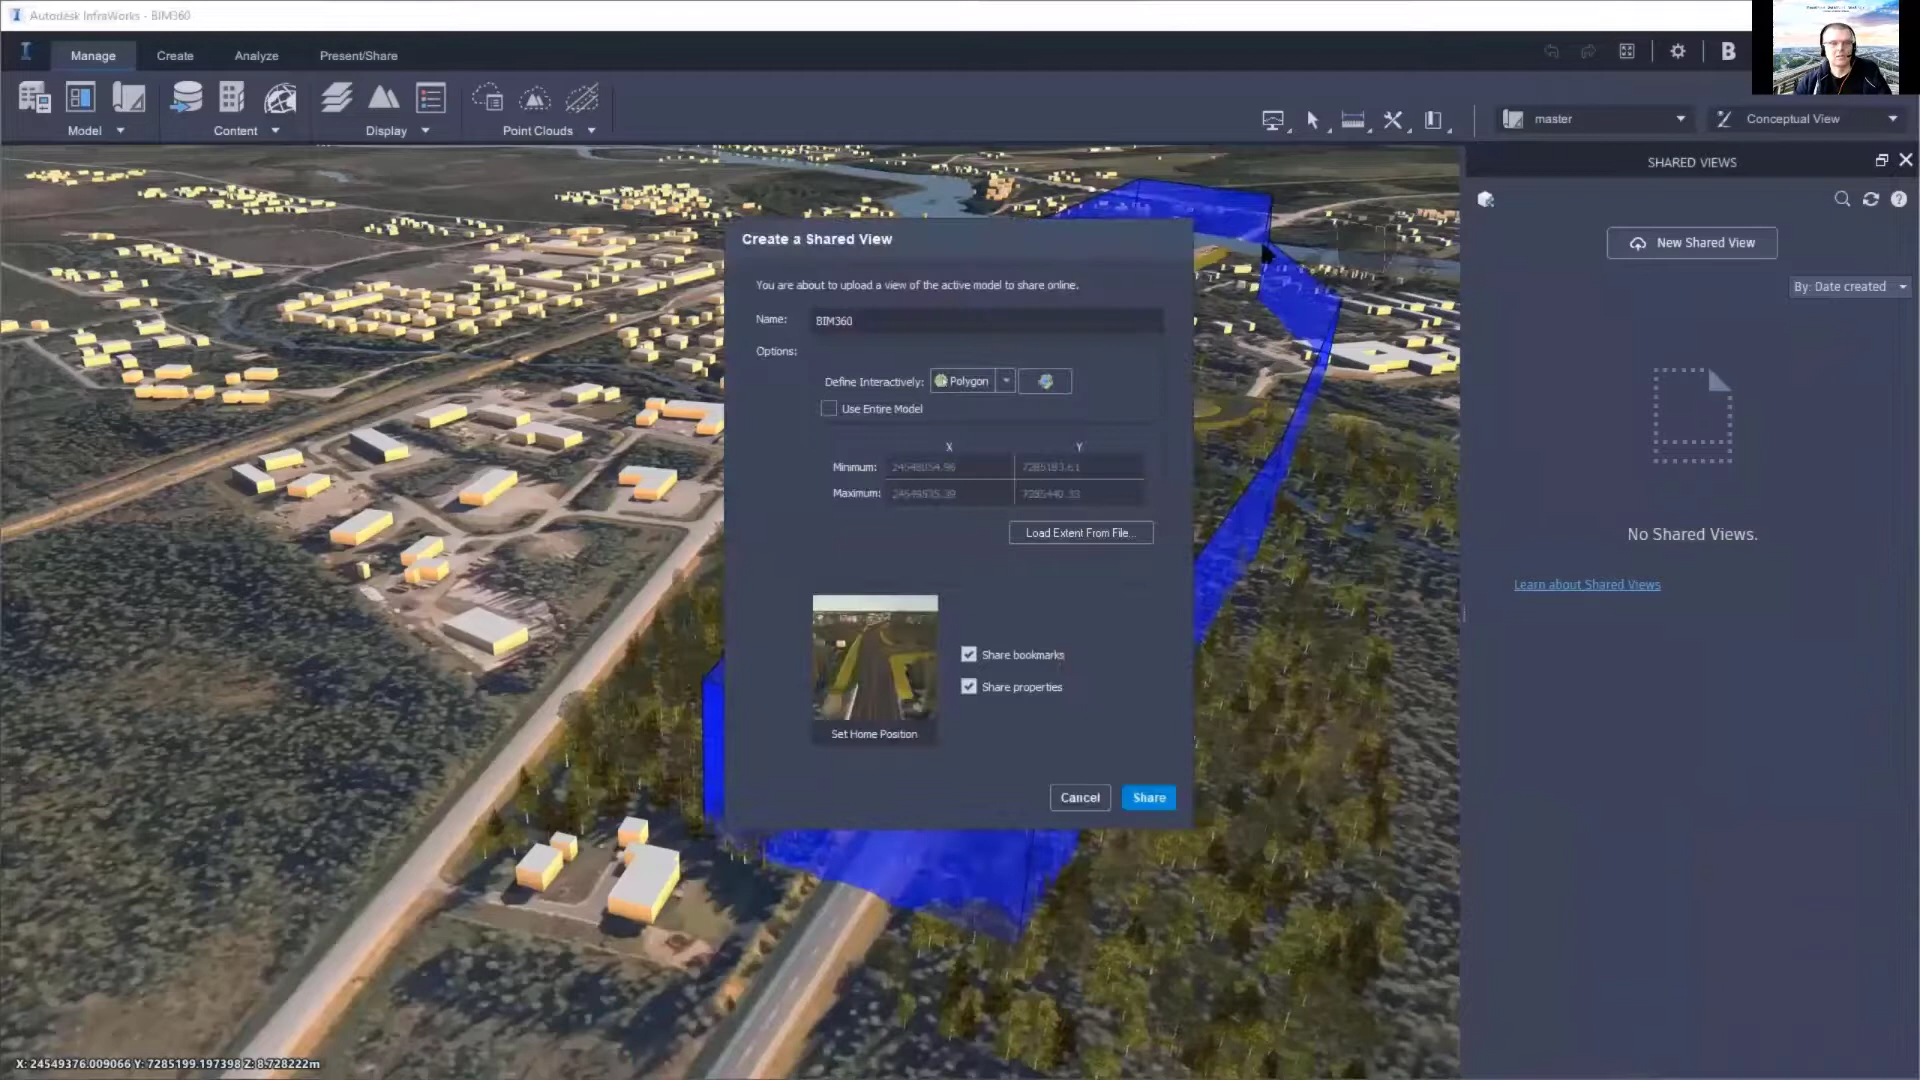 Autodesk InfraWorks - BIM360
Manage Create Analyze Present/Share
Model Content Display Point Clouds
master Conceptual View
SHARED VIEWS
New Shared View
By: Date created
No Shared Views.
Learn about Shared Views
Create a Shared View
You are about to upload a view of the active model to share online.
Name: BIM360
Options:
Define Interactively: Polygon
Use Entire Model
X Y
Minimum: 24548054.96 7285183.61
Maximum:
Load Extent From File...
Share bookmarks
Share properties
Set Home Position
Cancel Share
X: 24549376.009066 Y: 7285199.197398 Z: 8.728222m